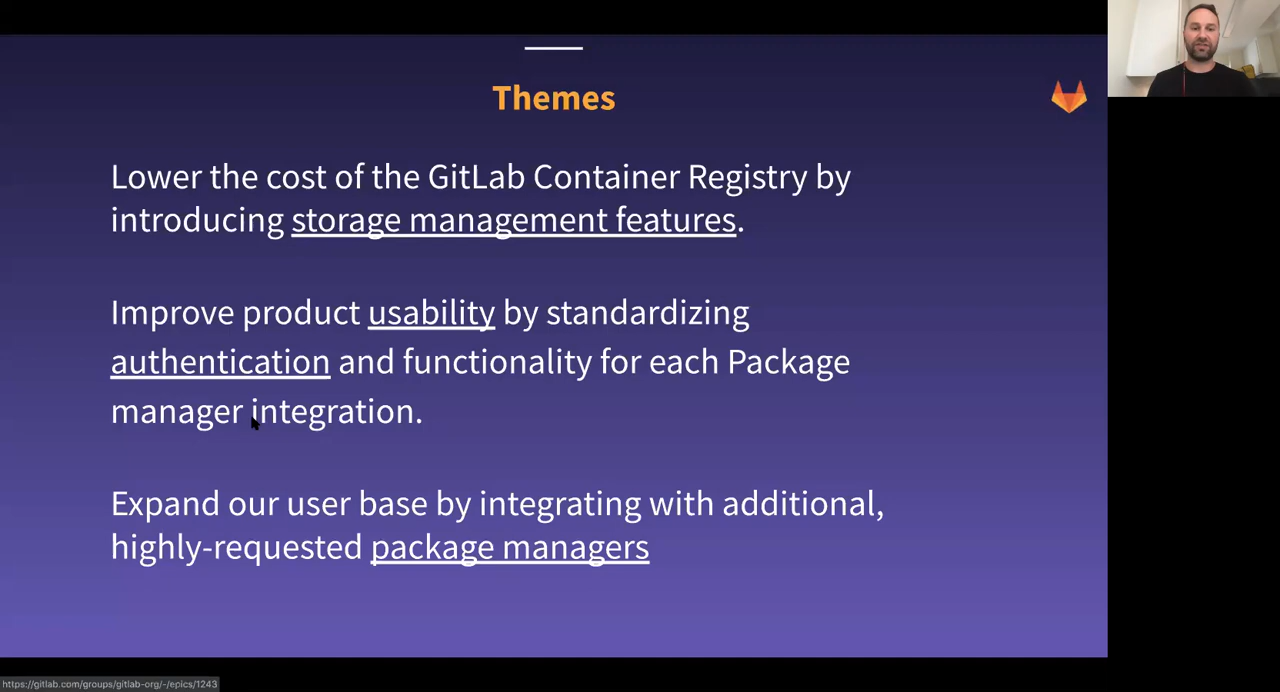 Themes
Lower the cost of the GitLab Container Registry by
introducing storage management features.
Improve product usability by standardizing
authentication and functionality for each Package
manager integration.
Expand our user base by integrating with additional,
highly-requested package managers
https://gitlab.com/groups/gitlab-org/-/epics/1243